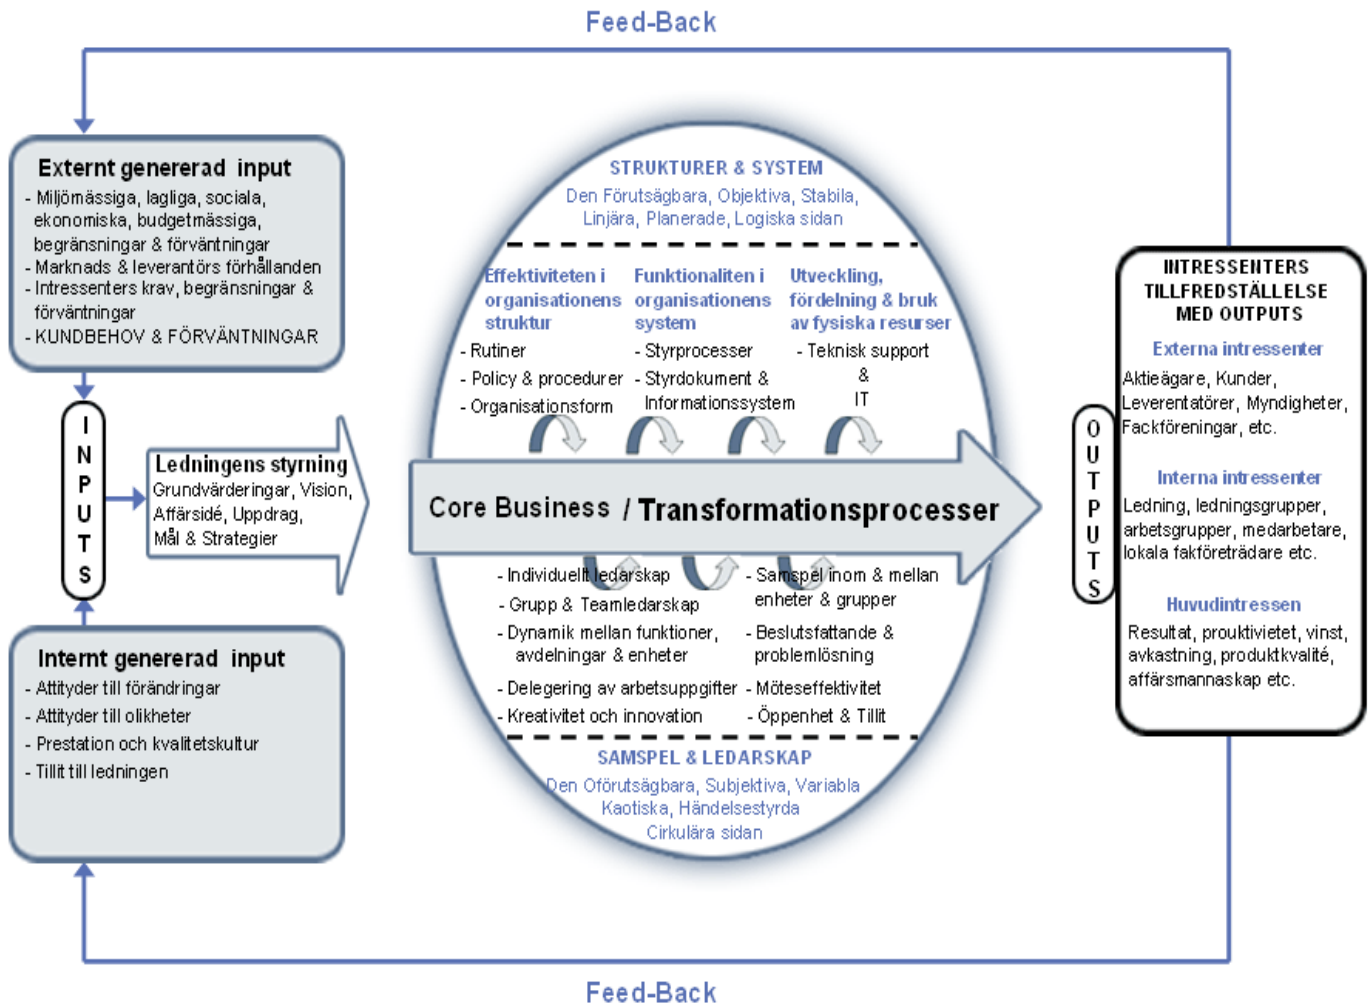 Feed-Back
Externt genererad input
- Miljömässiga, lagliga, sociala,
ekonomiska, budgetmässiga,
begränsningar & förväntningar
- Marknads & leverantörs förhållanden
- Intressenters krav, begränsningar &
förväntningar
- KUNDBEHOV & FÖRVÄNTNINGAR
INPUTS
Ledningens styrning
Grundvärderingar, Vision,
Affärsidé, Uppdrag,
Mål & Strategier
Internt genererad input
- Attityder till förändringar
- Attityder till olikheter
- Prestation och kvalitetskultur
- Tillit till ledningen
STRUKTURER & SYSTEM
Den Förutsägbara, Objektiva, Stabila,
Linjära, Planerade, Logiska sidan
Effektiviteten i
organisationens
struktur
- Rutiner
- Policy & procedurer
- Organisationsform
Funktionaliten i
organisationens
system
- Styrprocesser
- Styrdokument &
Informationssystem
Utveckling,
fördelning & bruk
av fysiska resurser
- Teknisk support
&
IT
Core Business / Transformationsprocesser
- Individuellt ledarskap
- Grupp & Teamledarskap
- Dynamik mellan funktioner,
avdelningar & enheter
- Delegering av arbetsuppgifter
- Kreativitet och innovation
- Samspel inom & mellan
enheter & grupper
- Beslutsfattande &
problemlösning
- Möteseffektivitet
- Öppenhet & Tillit
SAMSPEL & LEDARSKAP
Den Oförutsägbara, Subjektiva, Variabla
Kaotiska, Händelsestyrda
Cirkulära sidan
OUTPUTS
INTRESSENTERS
TILLFREDSTÄLLELSE
MED OUTPUTS
Externa intressenter
Aktieägare, Kunder,
Leverentatörer, Myndigheter,
Fackföreningar, etc.
Interna intressenter
Ledning, ledningsgrupper,
arbetsgrupper, medarbetare,
lokala fakföreträdare etc.
Huvudintressen
Resultat, prouktivietet, vinst,
avkastning, produktkvalité,
affärsmannaskap etc.
Feed-Back